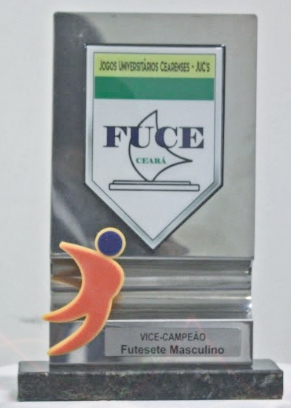 JOGOS UNIVERSITÁRIOS CEARENSES - JUC's
FUCE
CEARÁ
VICE-CAMPEÃO
Futesete Masculino